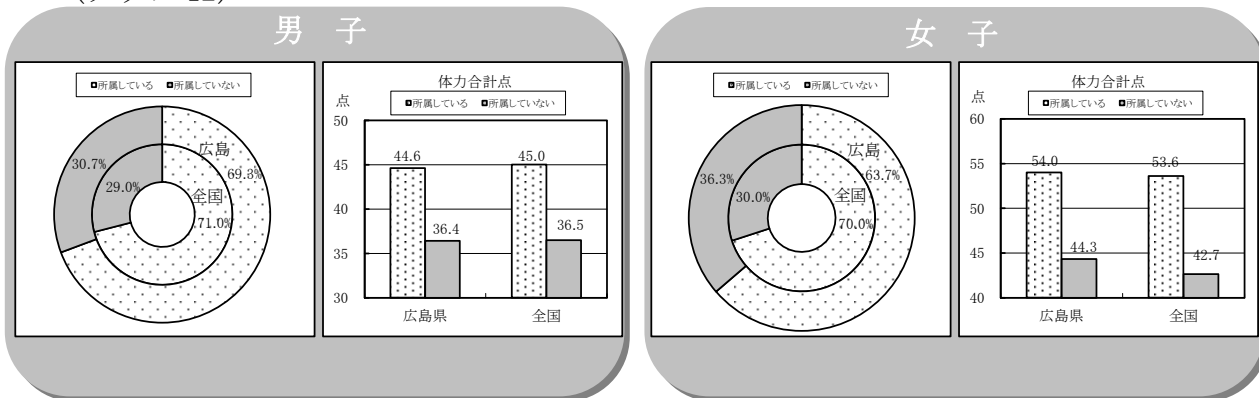 男 子
□所属している ■所属していない
広島
69.3%
30.7%
全国
71.0%
29.0%
体力合計点
点
□所属している ■所属していない
50
45
40
35
30
44.6
36.4
45.0
36.5
広島県
全国
女 子
□所属している ■所属していない
広島
63.7%
36.3%
全国
70.0%
30.0%
体力合計点
点
□所属している ■所属していない
60
55
50
45
40
54.0
44.3
53.6
42.7
広島県
全国